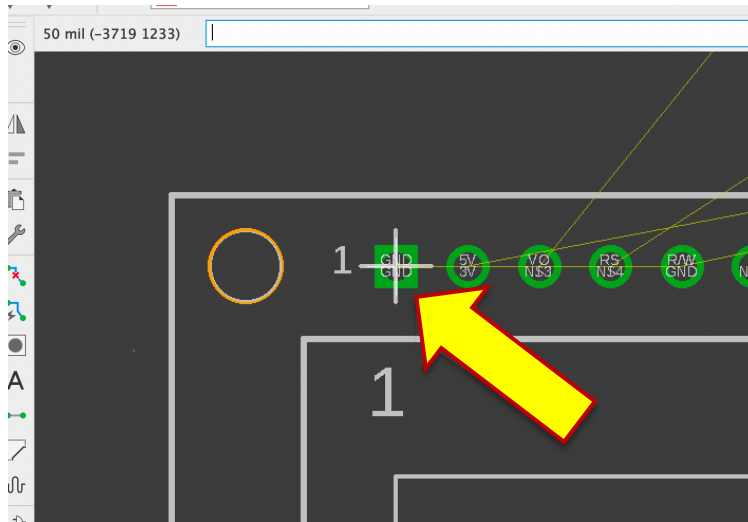 50 mil (-3719 1233)
1
GND
GND
5V
3V
VO
N$3
RS
N$4
R/W
GND
N
A
1